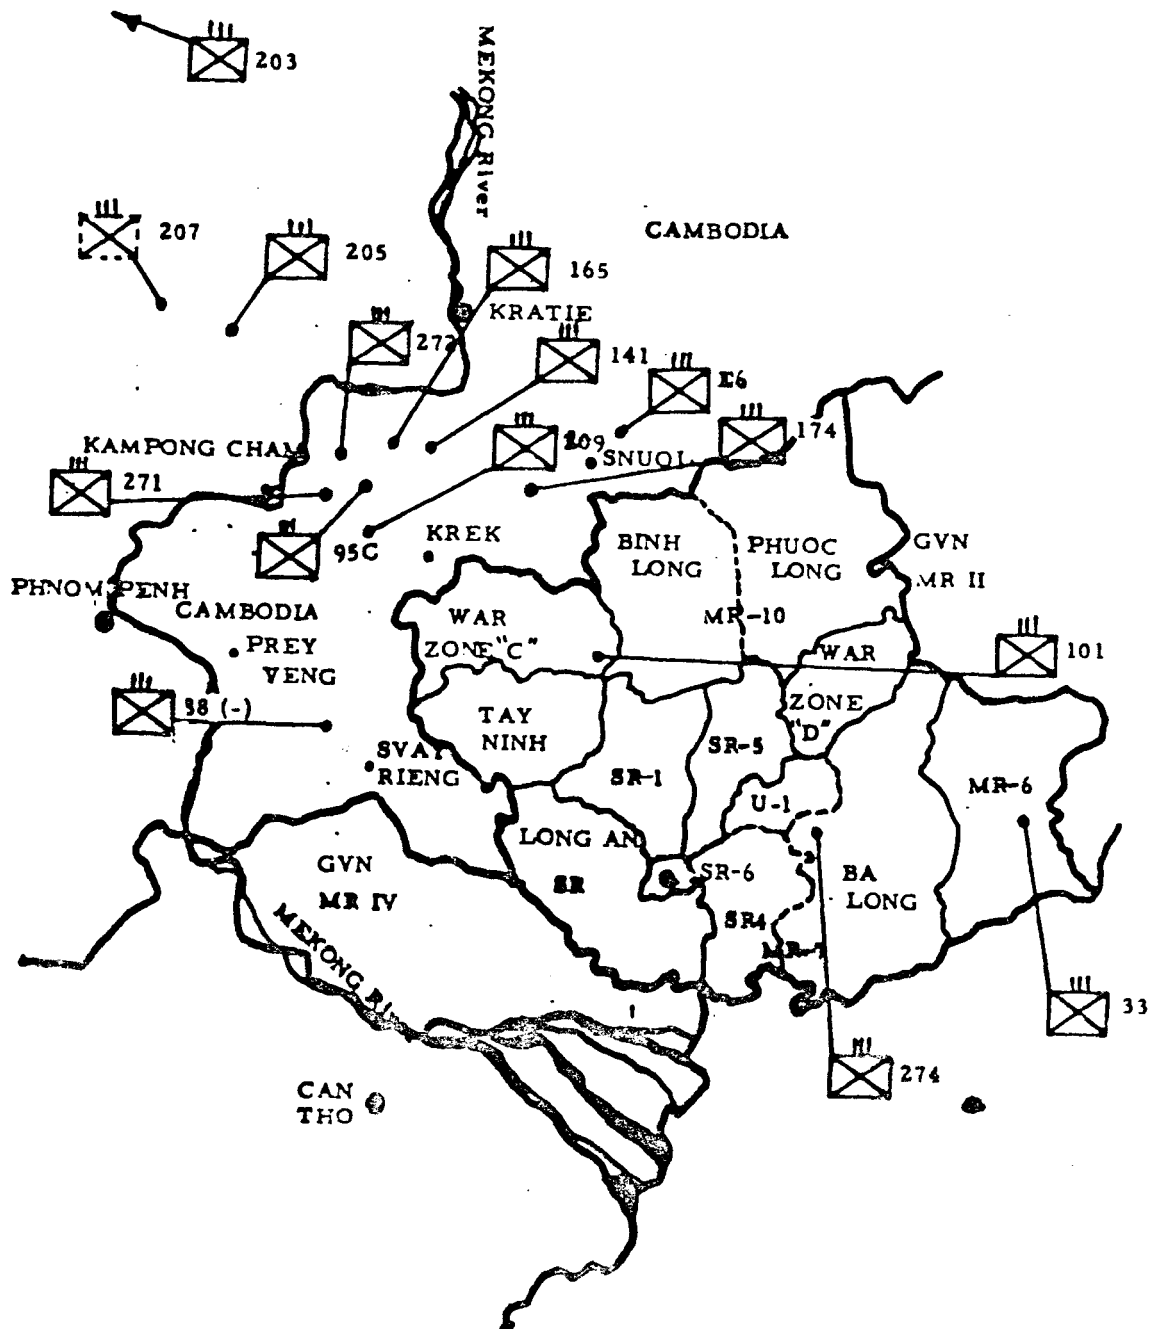 203
MEKONG River
207
205
CAMBODIA
165
KRATIE
272
141
E6
209
174
KAMPONG CHAM
SNUOL
271
95C
KREK
BINH
LONG
PHUOC
LONG
GVN
MR II
PHNOM PENH
CAMBODIA
PREY
VENG
WAR
ZONE "C"
MR-10
WAR
ZONE
"D"
101
88 (-)
TAY
NINH
SVAY
RIENG
SR-5
SR-1
U-1
MR-6
LONG AN
SR
GVN
MR IV
SR-6
BA
LONG
SR4
MEKONG
33
274
CAN
THO